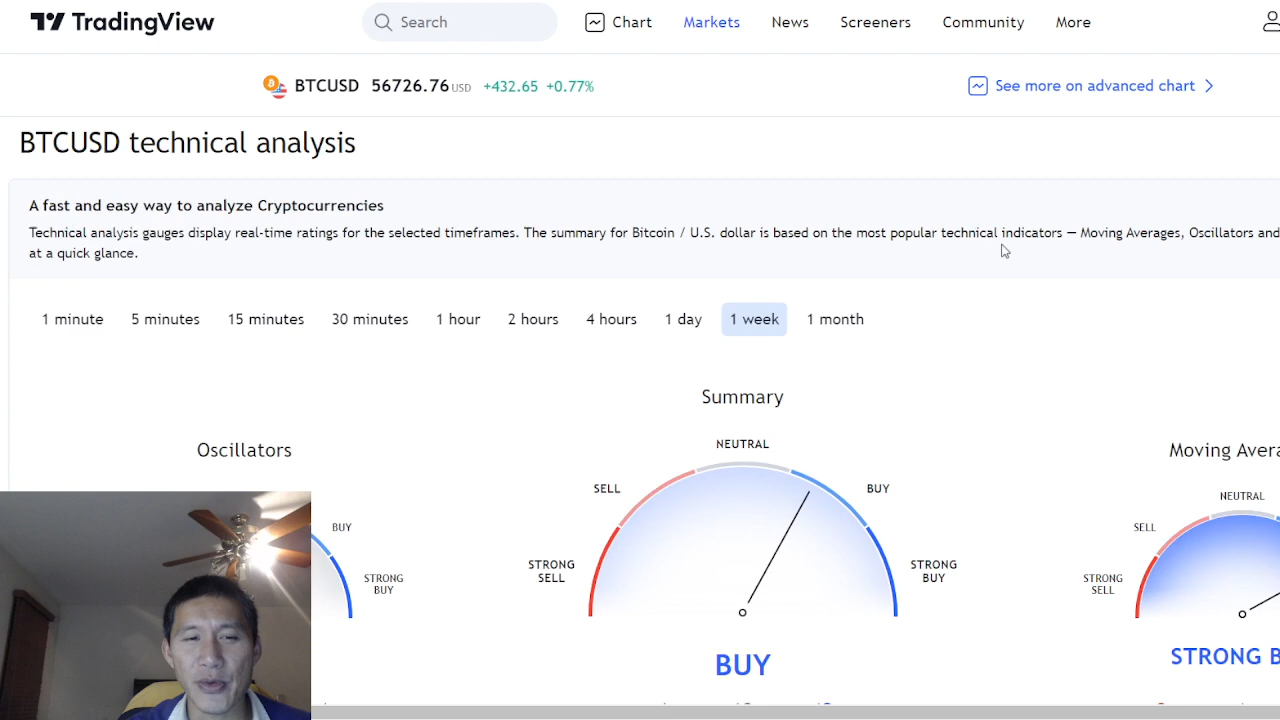 TradingView
Search
Chart
Markets
News
Screeners
Community
More
BTCUSD 56726.76 USD +432.65 +0.77%
See more on advanced chart
BTCUSD technical analysis
A fast and easy way to analyze Cryptocurrencies
Technical analysis gauges display real-time ratings for the selected timeframes. The summary for Bitcoin / U.S. dollar is based on the most popular technical indicators — Moving Averages, Oscillators and
at a quick glance.
1 minute
5 minutes
15 minutes
30 minutes
1 hour
2 hours
4 hours
1 day
1 week
1 month
Summary
Oscillators
Moving Avera
NEUTRAL
SELL
BUY
STRONG
SELL
STRONG
BUY
BUY
BUY
STRONG
BUY
NEUTRAL
SELL
STRONG
SELL
STRONG B